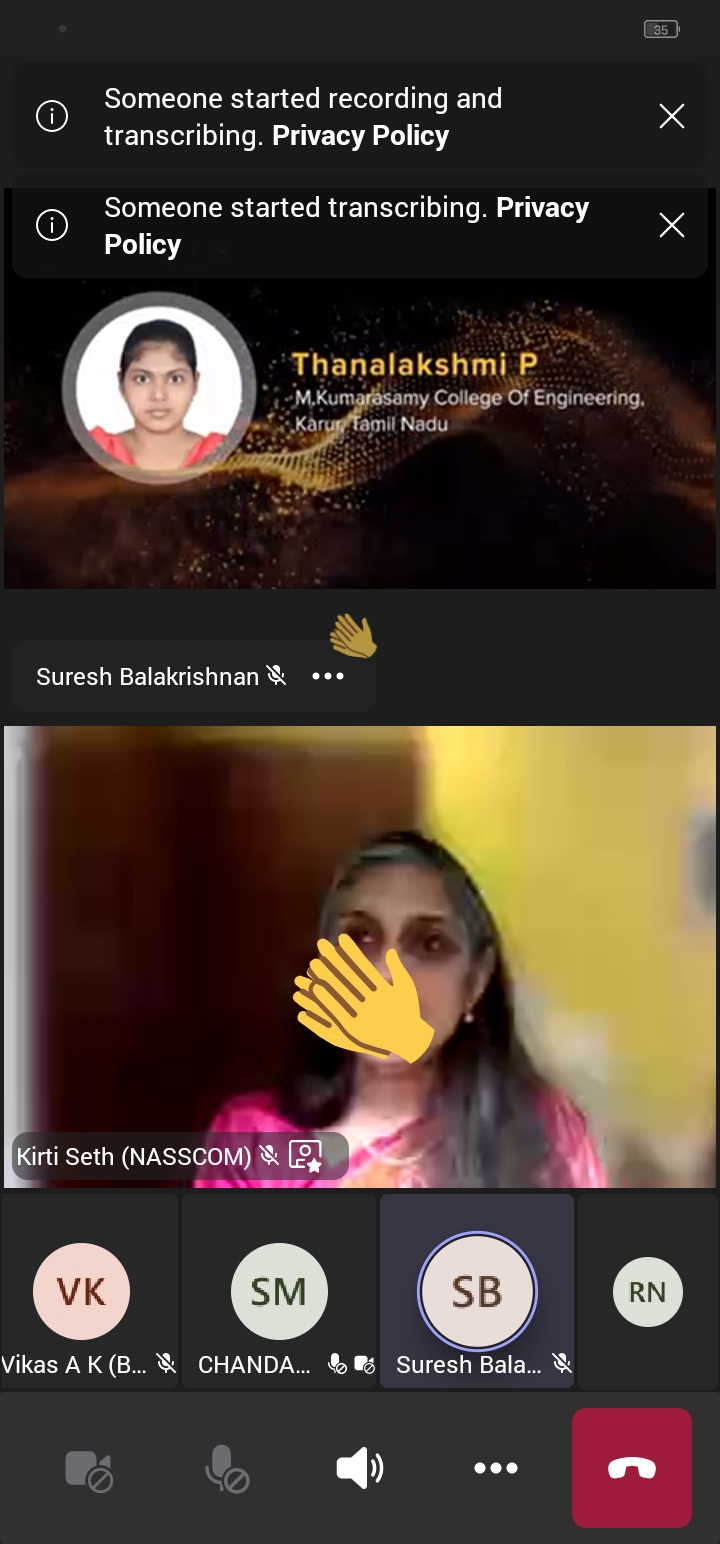 35
Someone started recording and
transcribing. Privacy Policy
Someone started transcribing. Privacy
Policy
Thanalakshmi P
M.Kumarasamy College Of Engineering,
Karur, Tamil Nadu
Suresh Balakrishnan
Kirti Seth (NASSCOM)
VK
SM
SB
RN
Vikas A K (B...
CHANDA...
Suresh Bala...